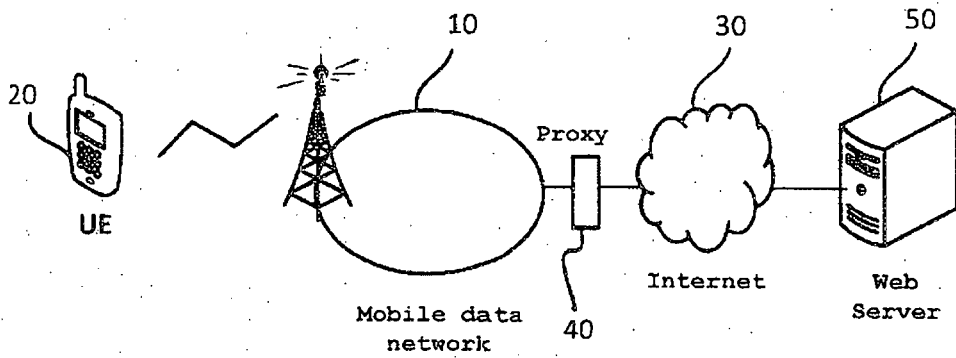 10
30
50
20
Proxy
UE
Internet
Web
Server
Mobile data
network
40